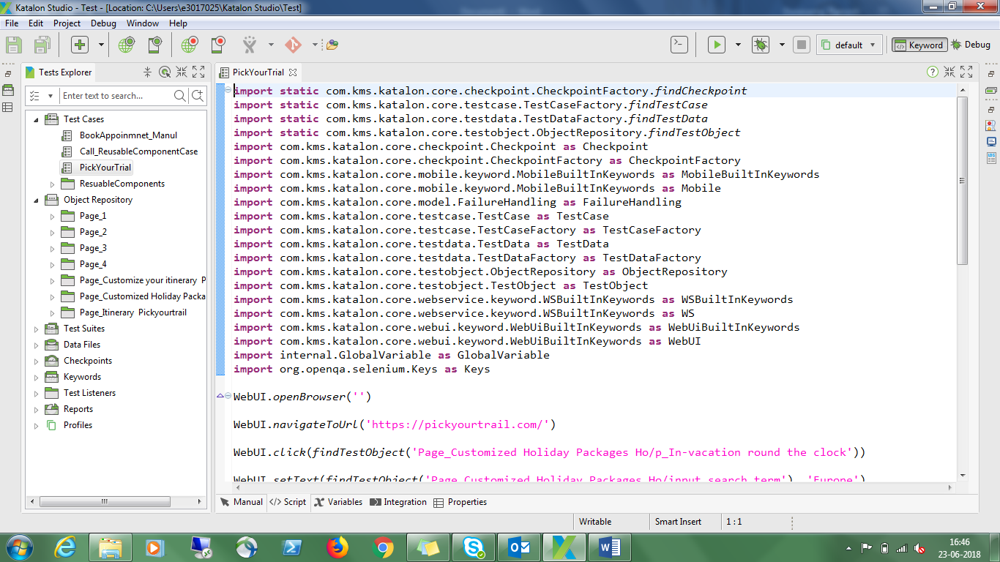 Katalon Studio - Test - [Location: C:\Users\e3017025\Katalon Studio\Test]
File Edit Project Debug Window Help
default Keyword Debug
Tests Explorer
Enter text to search...
Test Cases
BookAppoinmnet_Manul
Call_ReusableComponentCase
PickYourTrial
ResuableComponents
Object Repository
Page_1
Page_2
Page_3
Page_4
Page_Customize your itinerary P
Page_Customized Holiday Packa
Page_Itinerary Pickyourtrail
Test Suites
Data Files
Checkpoints
Keywords
Test Listeners
Reports
Profiles
PickYourTrial
import static com.kms.katalon.core.checkpoint.CheckpointFactory.findCheckpoint
import static com.kms.katalon.core.testcase.TestCaseFactory.findTestCase
import static com.kms.katalon.core.testdata.TestDataFactory.findTestData
import static com.kms.katalon.core.testobject.ObjectRepository.findTestObject
import com.kms.katalon.core.checkpoint.Checkpoint as Checkpoint
import com.kms.katalon.core.checkpoint.CheckpointFactory as CheckpointFactory
import com.kms.katalon.core.mobile.keyword.MobileBuiltInKeywords as MobileBuiltInKeywords
import com.kms.katalon.core.mobile.keyword.MobileBuiltInKeywords as Mobile
import com.kms.katalon.core.model.FailureHandling as FailureHandling
import com.kms.katalon.core.testcase.TestCase as TestCase
import com.kms.katalon.core.testcase.TestCaseFactory as TestCaseFactory
import com.kms.katalon.core.testdata.TestData as TestData
import com.kms.katalon.core.testdata.TestDataFactory as TestDataFactory
import com.kms.katalon.core.testobject.ObjectRepository as ObjectRepository
import com.kms.katalon.core.testobject.TestObject as TestObject
import com.kms.katalon.core.webservice.keyword.WSBuiltInKeywords as WSBuiltInKeywords
import com.kms.katalon.core.webservice.keyword.WSBuiltInKeywords as WS
import com.kms.katalon.core.webui.keyword.WebUiBuiltInKeywords as WebUiBuiltInKeywords
import com.kms.katalon.core.webui.keyword.WebUiBuiltInKeywords as WebUI
import internal.GlobalVariable as GlobalVariable
import org.openqa.selenium.Keys as Keys
WebUI.openBrowser('')
WebUI.navigateToUrl('https://pickyourtrail.com/')
WebUI.click(findTestObject('Page_Customized Holiday Packages Ho/p_In-vacation round the clock'))
WebUI.setText(findTestObject('Page_Customized Holiday Packages Ho/input_search_term'), 'Europe')
Manual Script Variables Integration Properties
Writable Smart Insert 1 : 1
16:46
23-06-2018